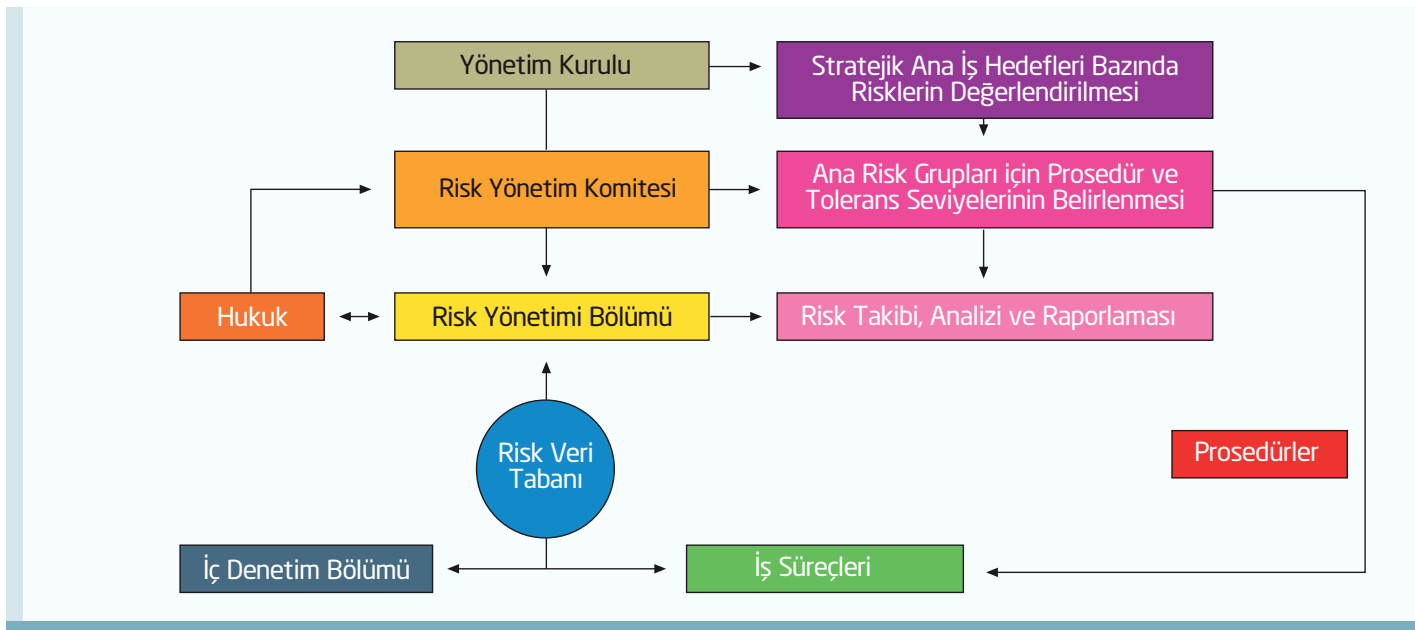 Yönetim Kurulu
Stratejik Ana İş Hedefleri Bazında
Risklerin Değerlendirilmesi
Risk Yönetim Komitesi
Ana Risk Grupları için Prosedür ve
Tolerans Seviyelerinin Belirlenmesi
Hukuk
Risk Yönetimi Bölümü
Risk Takibi, Analizi ve Raporlaması
Risk Veri
Tabanı
Prosedürler
İç Denetim Bölümü
İş Süreçleri